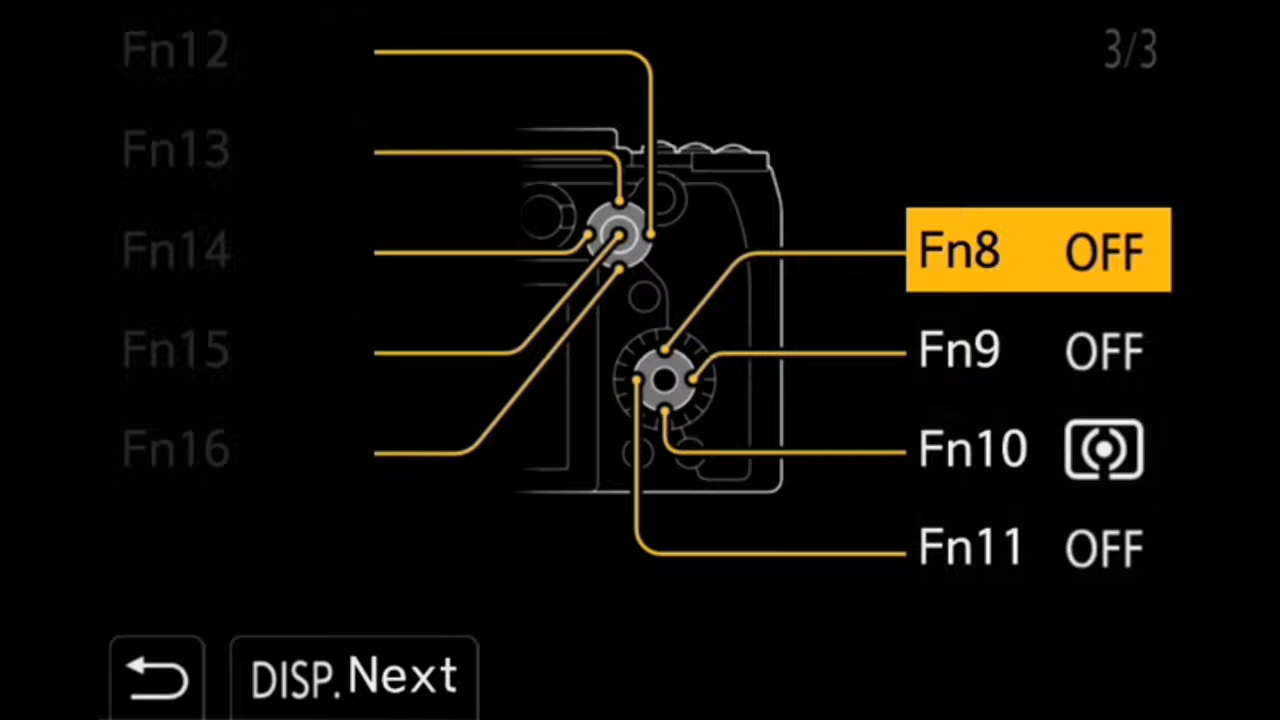 Fn12
3/3
Fn13
Fn14
Fn8 OFF
Fn15
Fn9 OFF
Fn16
Fn10
Fn11 OFF
DISP. Next